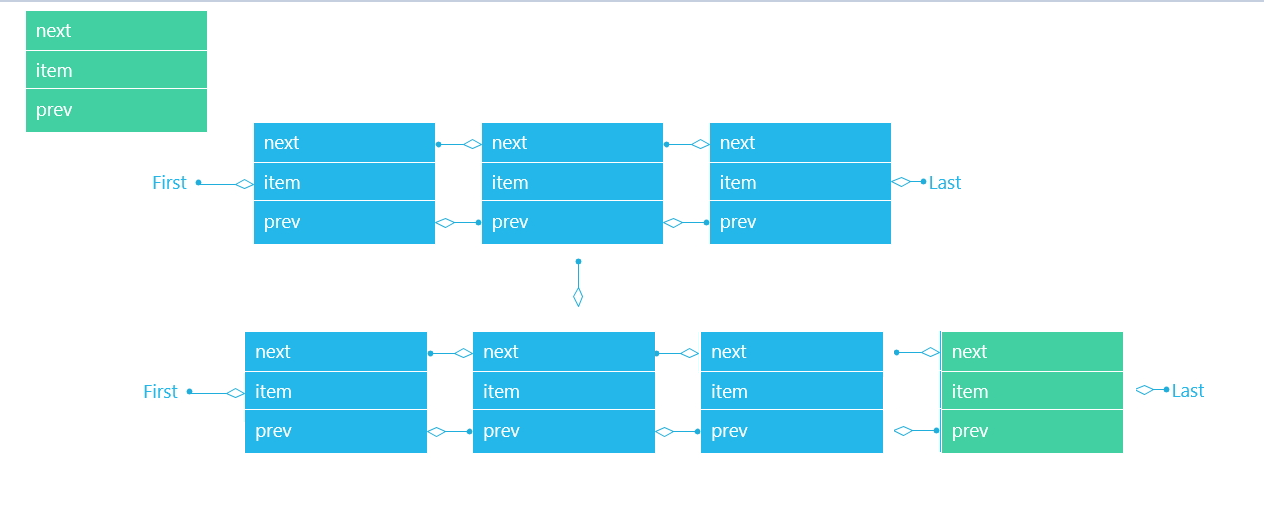 next
item
prev
next next next
First item item item Last
prev prev prev
next next next next
First item item item item Last
prev prev prev prev